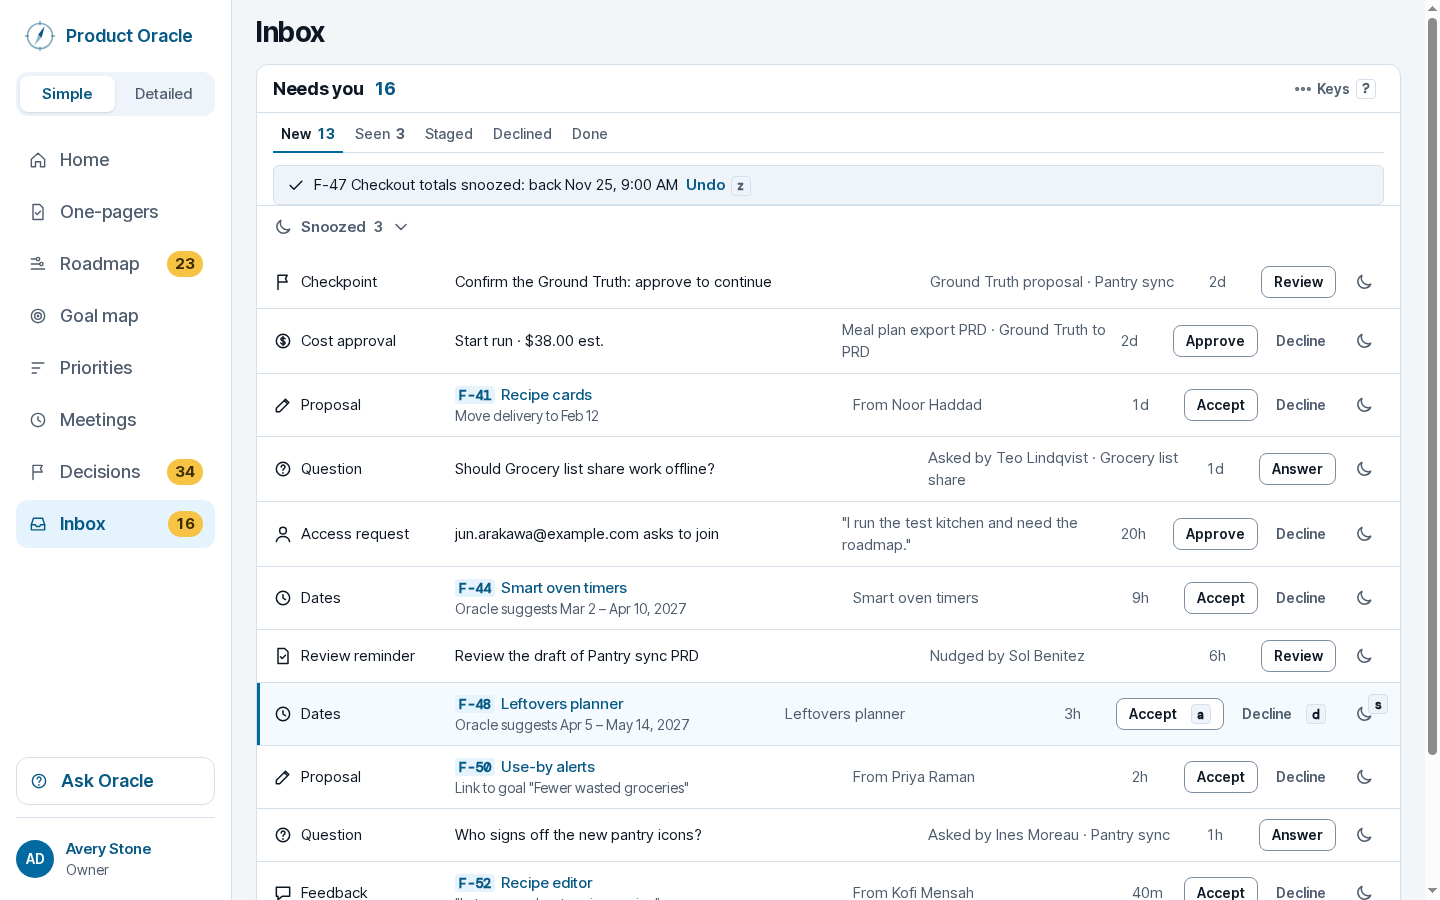 Product Oracle
Simple Detailed
Home
One-pagers
Roadmap 23
Goal map
Priorities
Meetings
Decisions 34
Inbox 16
Ask Oracle
AD Avery Stone
Owner
Inbox
Needs you 16 Keys ?
New 13 Seen 3 Staged Declined Done
F-47 Checkout totals snoozed: back Nov 25, 9:00 AM Undo z
Snoozed 3
Checkpoint Confirm the Ground Truth: approve to continue Ground Truth proposal · Pantry sync 2d Review
Cost approval Start run · $38.00 est. Meal plan export PRD · Ground Truth to
PRD 2d Approve Decline
Proposal F-41 Recipe cards
Move delivery to Feb 12 From Noor Haddad 1d Accept Decline
Question Should Grocery list share work offline? Asked by Teo Lindqvist · Grocery list
share 1d Answer
Access request jun.arakawa@example.com asks to join "I run the test kitchen and need the
roadmap." 20h Approve Decline
Dates F-44 Smart oven timers
Oracle suggests Mar 2 – Apr 10, 2027 Smart oven timers 9h Accept Decline
Review reminder Review the draft of Pantry sync PRD Nudged by Sol Benitez 6h Review
Dates F-48 Leftovers planner
Oracle suggests Apr 5 – May 14, 2027 Leftovers planner 3h Accept a Decline d s
Proposal F-50 Use-by alerts
Link to goal "Fewer wasted groceries" From Priya Raman 2h Accept Decline
Question Who signs off the new pantry icons? Asked by Ines Moreau · Pantry sync 1h Answer
Feedback F-52 Recipe editor
From Kofi Mensah 40m Accept Decline